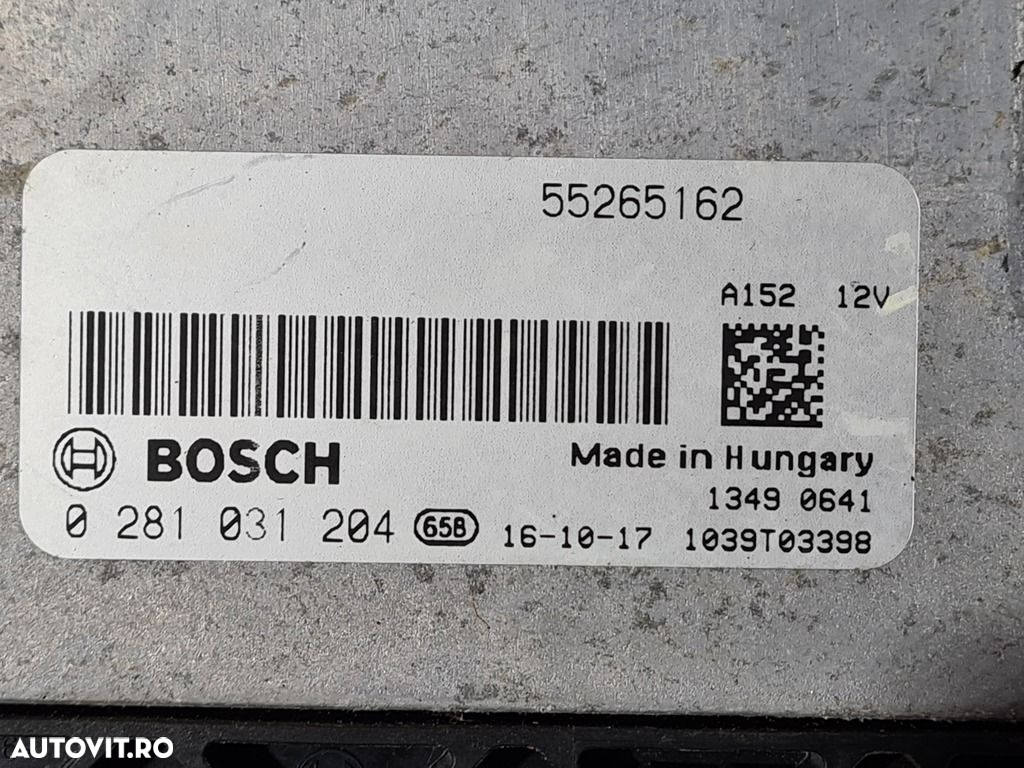 55265162
A152 12V
BOSCH
Made in Hungary
1349 0641
0 281 031 204 65B 16-10-17 1039T03398
AUTOVIT.RO